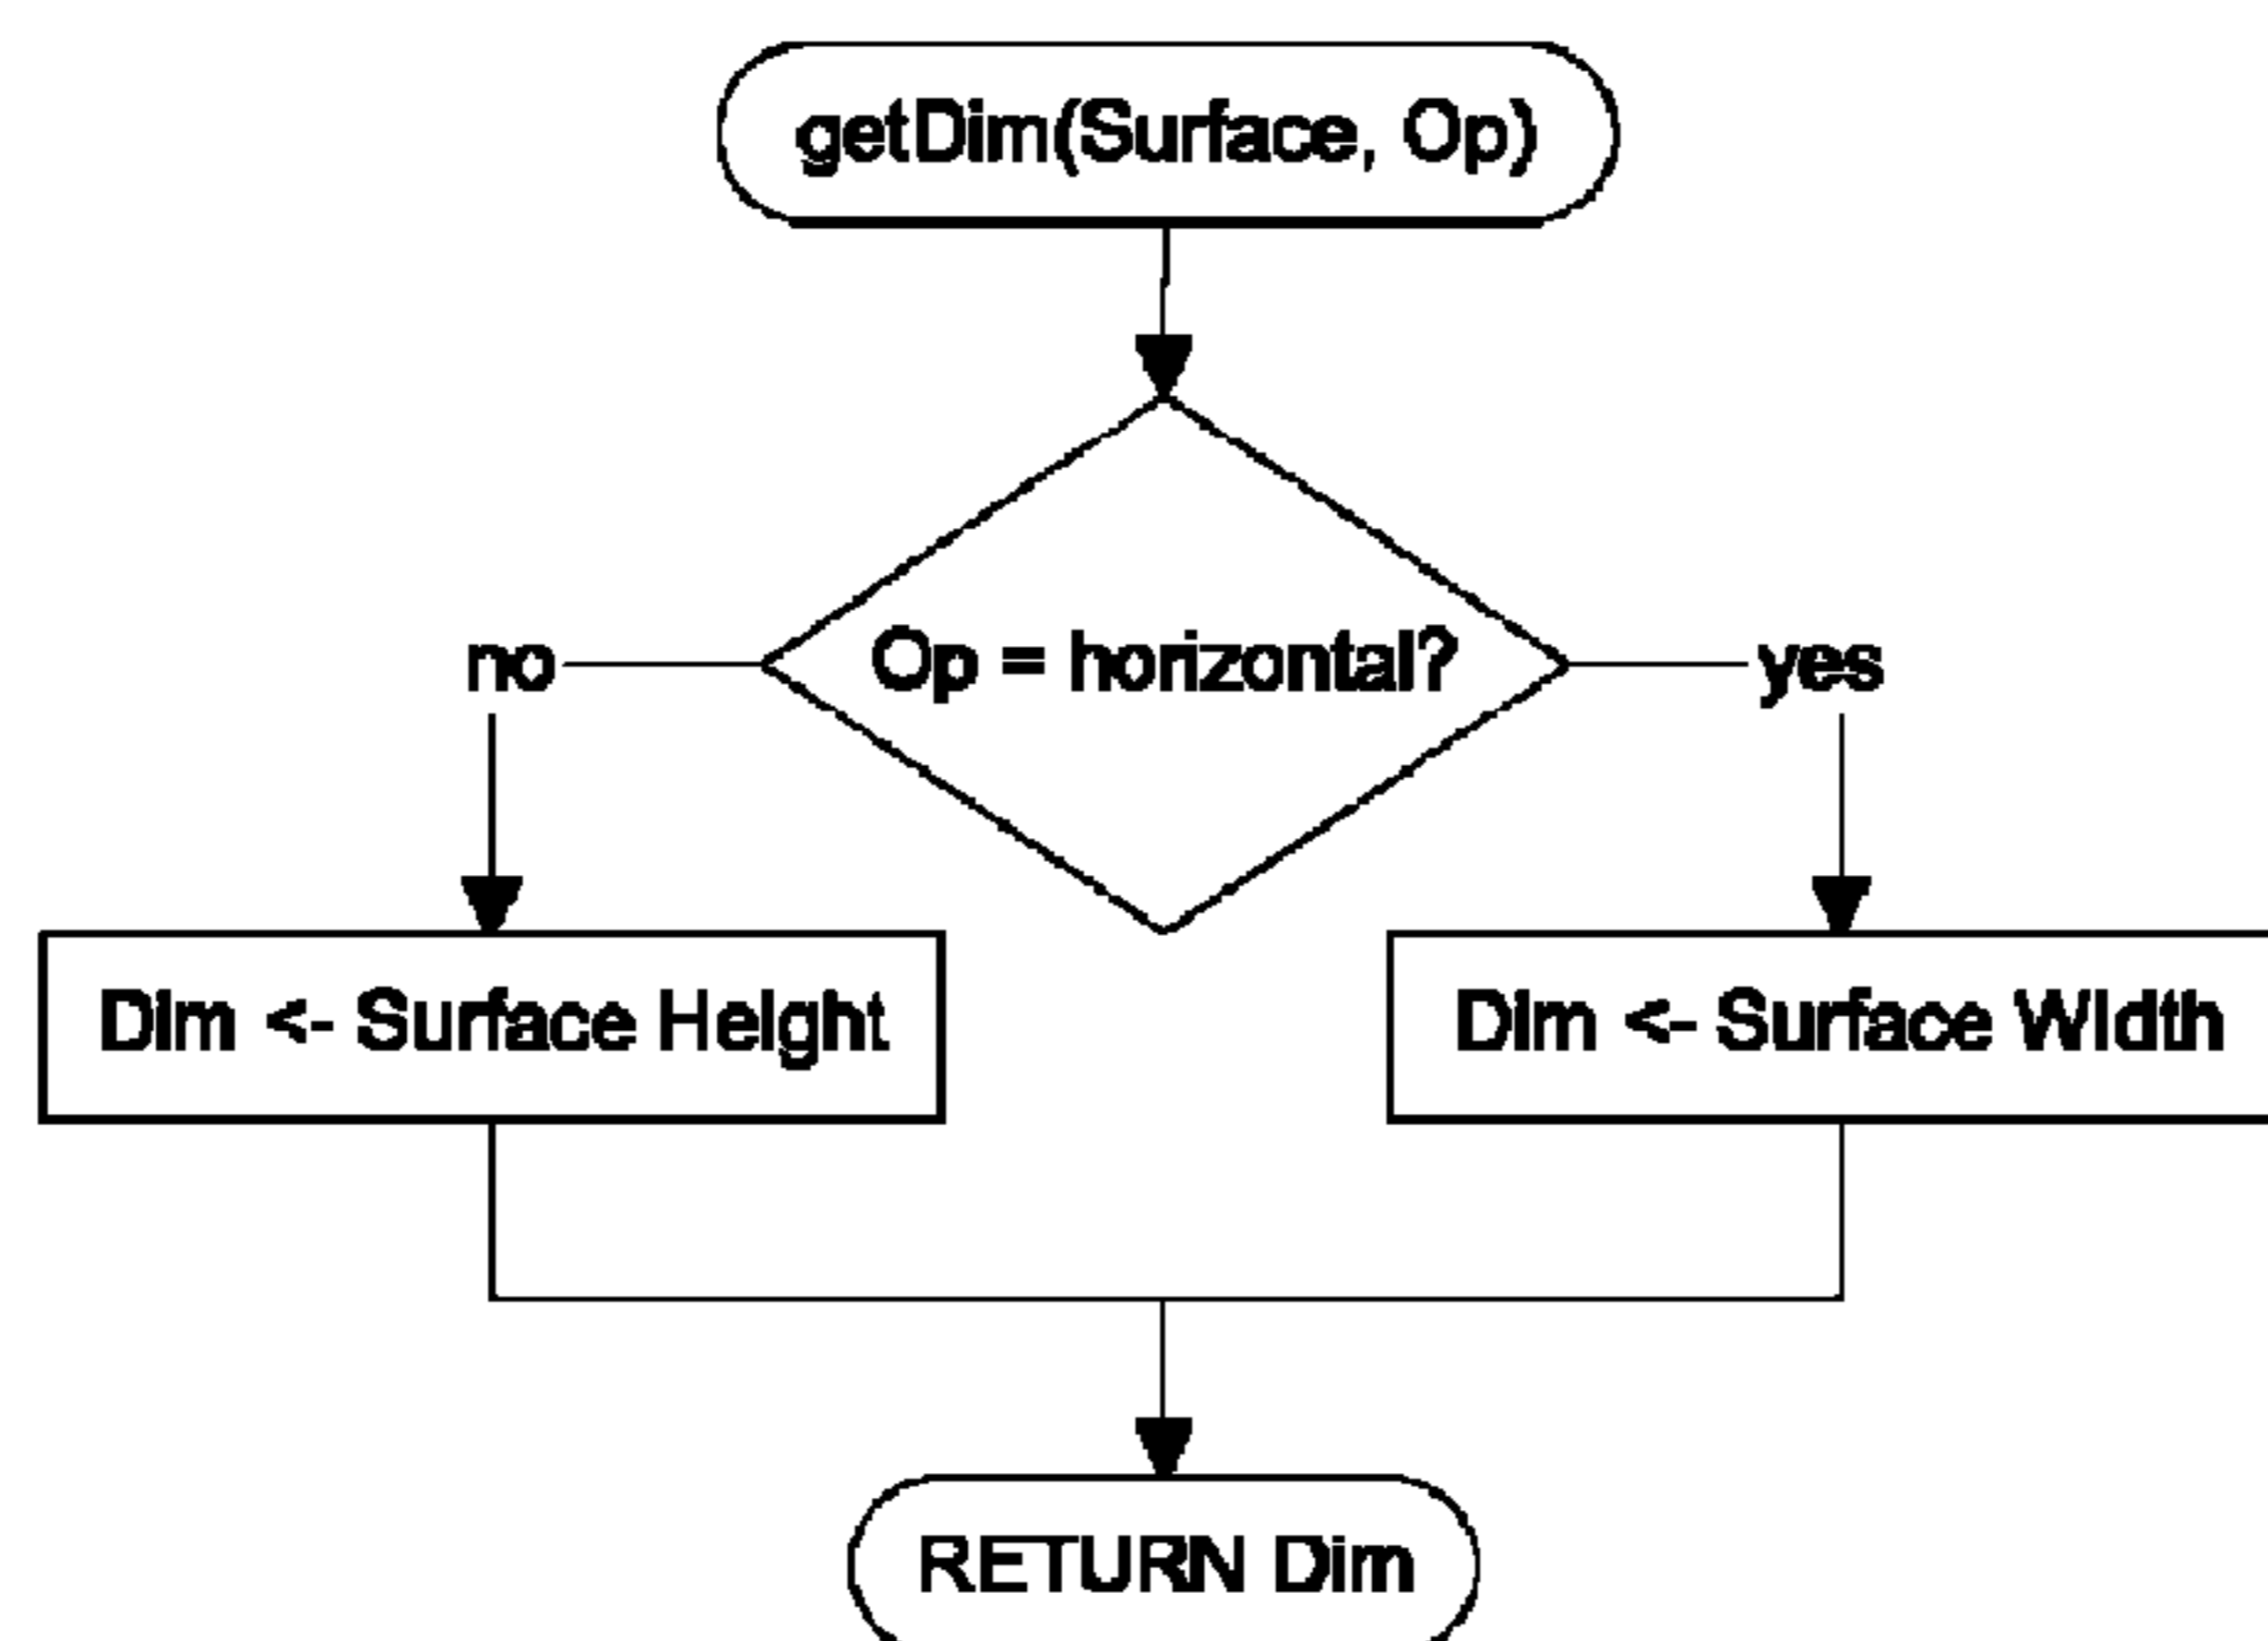 getDim(Surface, Op)
Op = horizontal?
no
yes
Dim <- Surface Height
Dim <- Surface Width
RETURN Dim